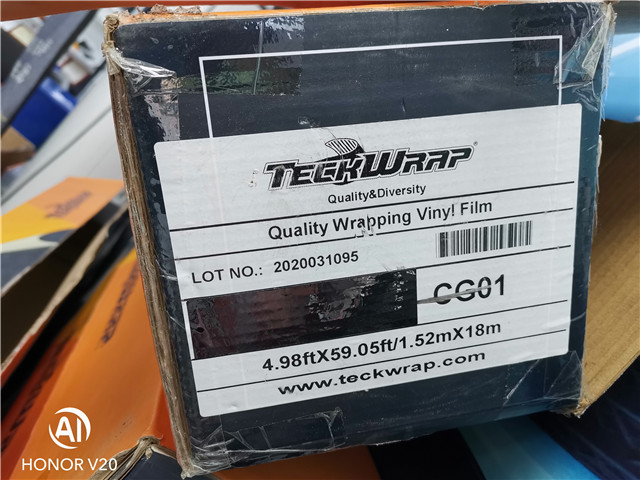 TECKWRAP
Quality&Diversity
Quality Wrapping Vinyl Film
LOT NO.: 2020031095
CG01
4.98ftX59.05ft/1.52mX18m
www.teckwrap.com
AI
HONOR V20